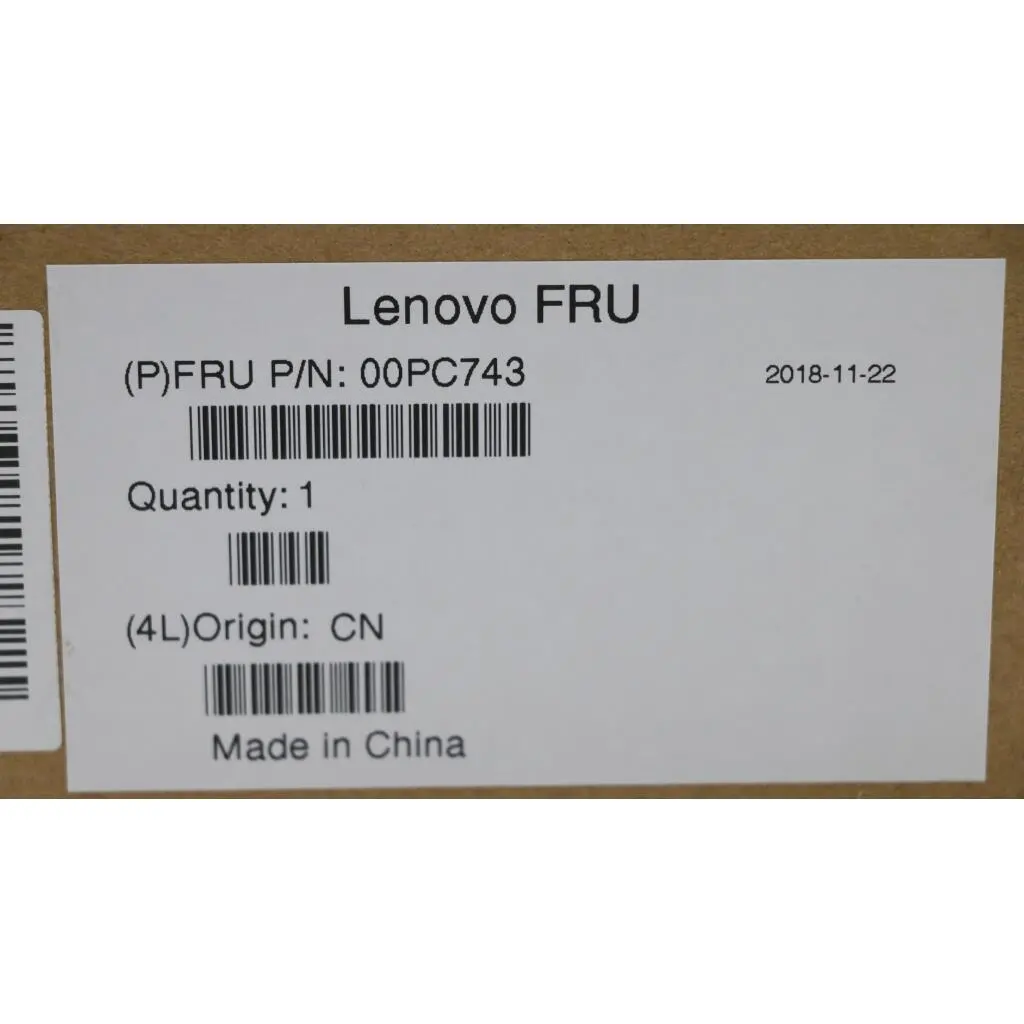 Lenovo FRU
(P)FRU P/N: 00PC743
2018-11-22
Quantity: 1
(4L)Origin: CN
Made in China